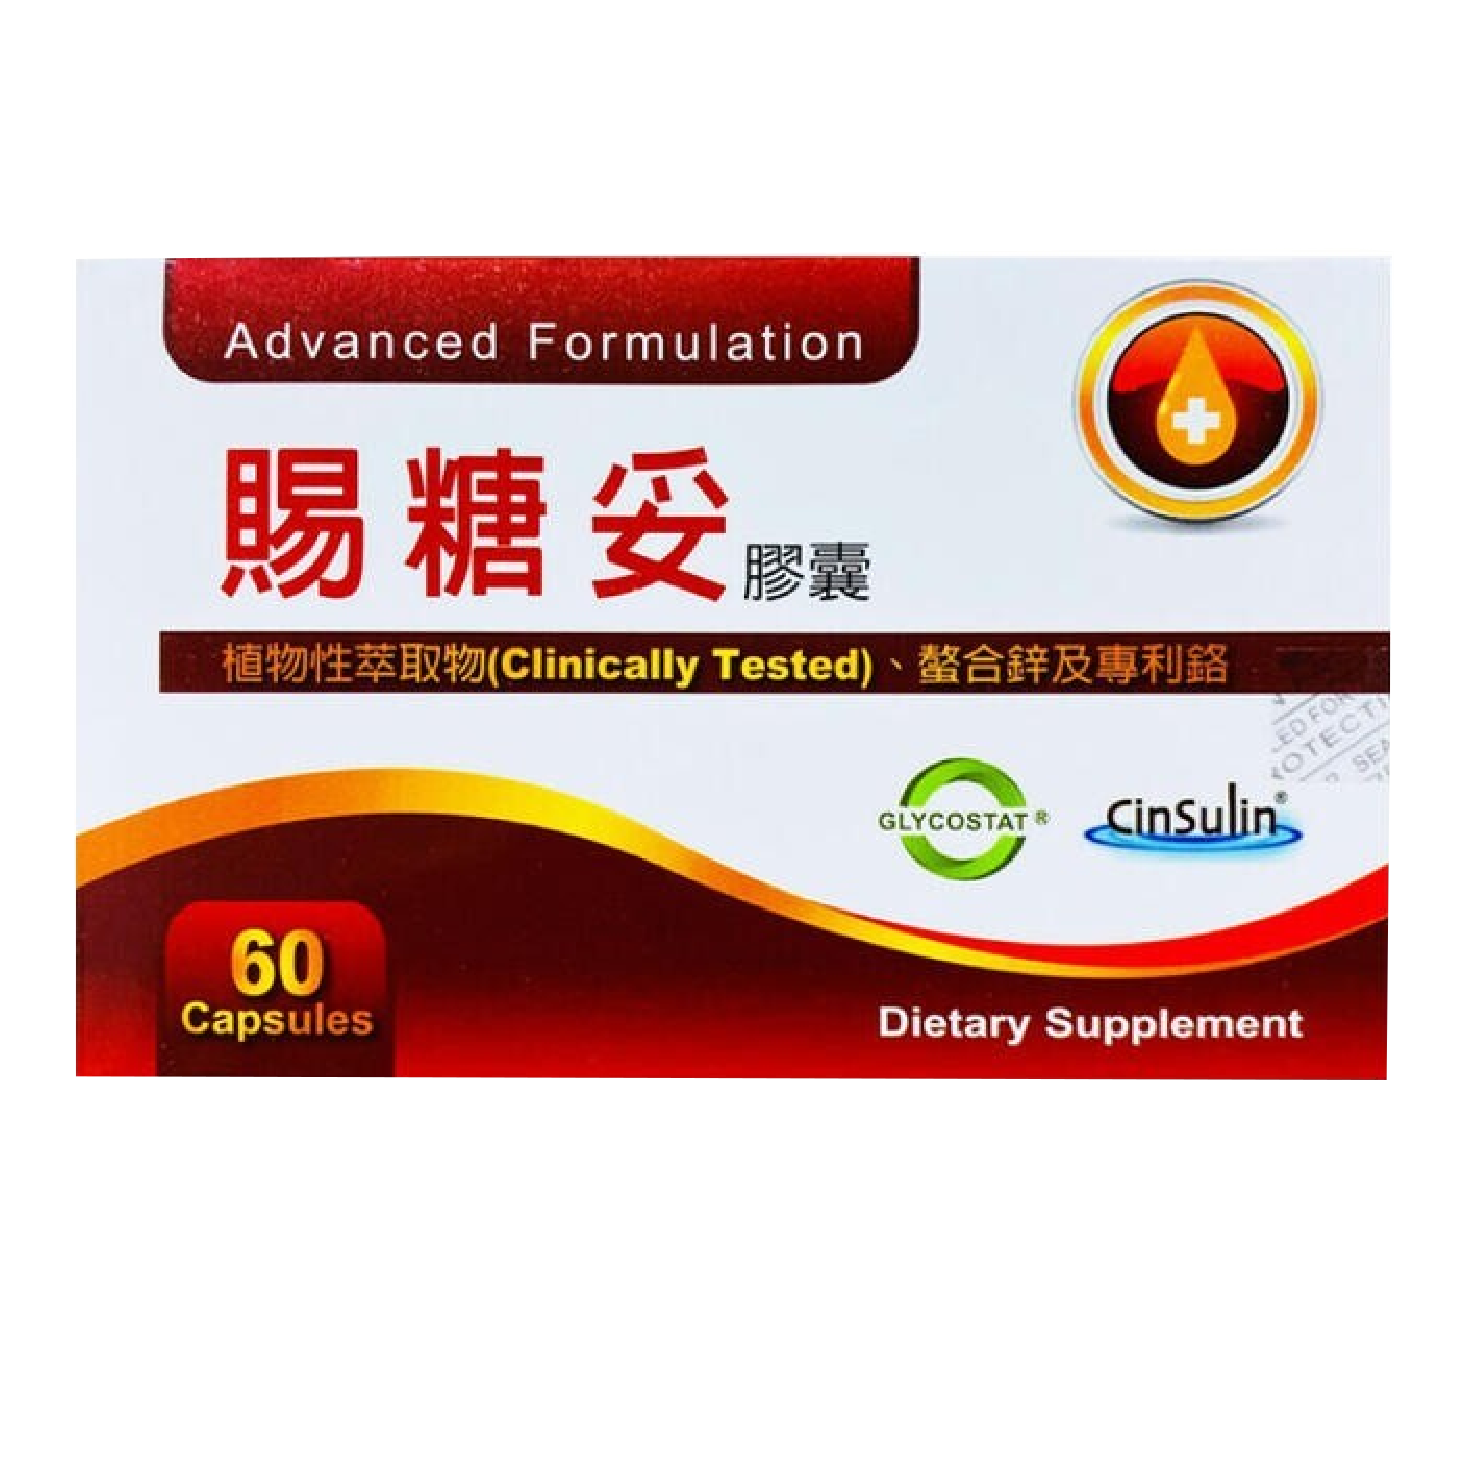 Advanced Formulation
賜糖妥膠囊
植物性萃取物(Clinically Tested)、螯合鋅及專利鉻
GLYCOSTAT®
CinSulin®
60
Capsules
Dietary Supplement